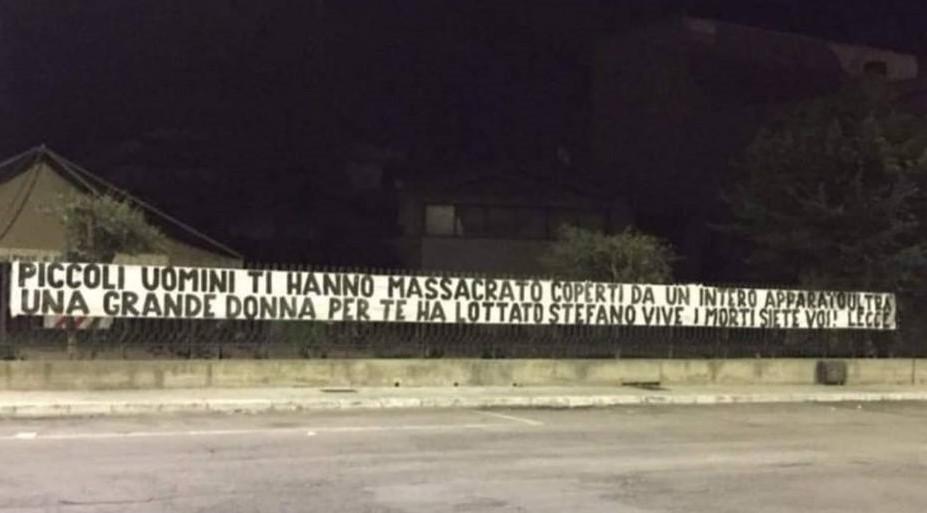 PICCOLI UOMINI TI HANNO MASSACRATO COPERTI DA UN INTERO APPARATO ULTRA
UNA GRANDE DONNA PER TE HA LOTTATO STEFANO VIVE I MORTI SIETE VOI! LECCE